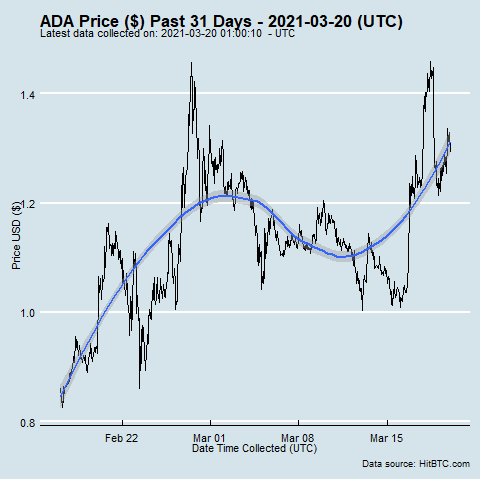 ADA Price ($) Past 31 Days - 2021-03-20 (UTC)
Latest data collected on: 2021-03-20 01:00:10 - UTC
1.4
1.2
1.0
0.8
Price USD ($)
Feb 22
Mar 01
Mar 08
Mar 15
Date Time Collected (UTC)
Data source: HitBTC.com